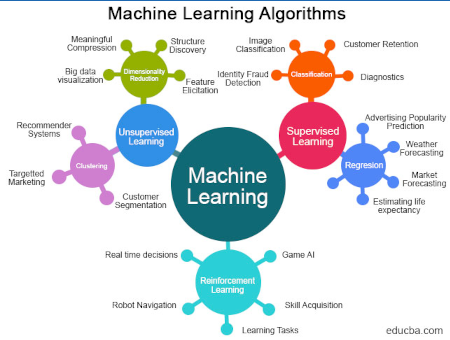 Machine Learning Algorithms
Meaningful
Compression
Structure
Discovery
Big data
visualization
Dimensionality
Reduction
Feature
Elicitation
Image
Classification
Customer Retention
Identity Fraud
Detection
Classification
Diagnostics
Recommender
Systems
Unsupervised
Learning
Supervised
Learning
Advertising Popularity
Prediction
Weather
Forecasting
Clustering
Machine
Learning
Regresion
Targetted
Marketing
Customer
Segmentation
Market
Forecasting
Estimating life
expectancy
Real time decisions
Game AI
Reinforcement
Learning
Robot Navigation
Skill Acquisition
Learning Tasks
educba.com